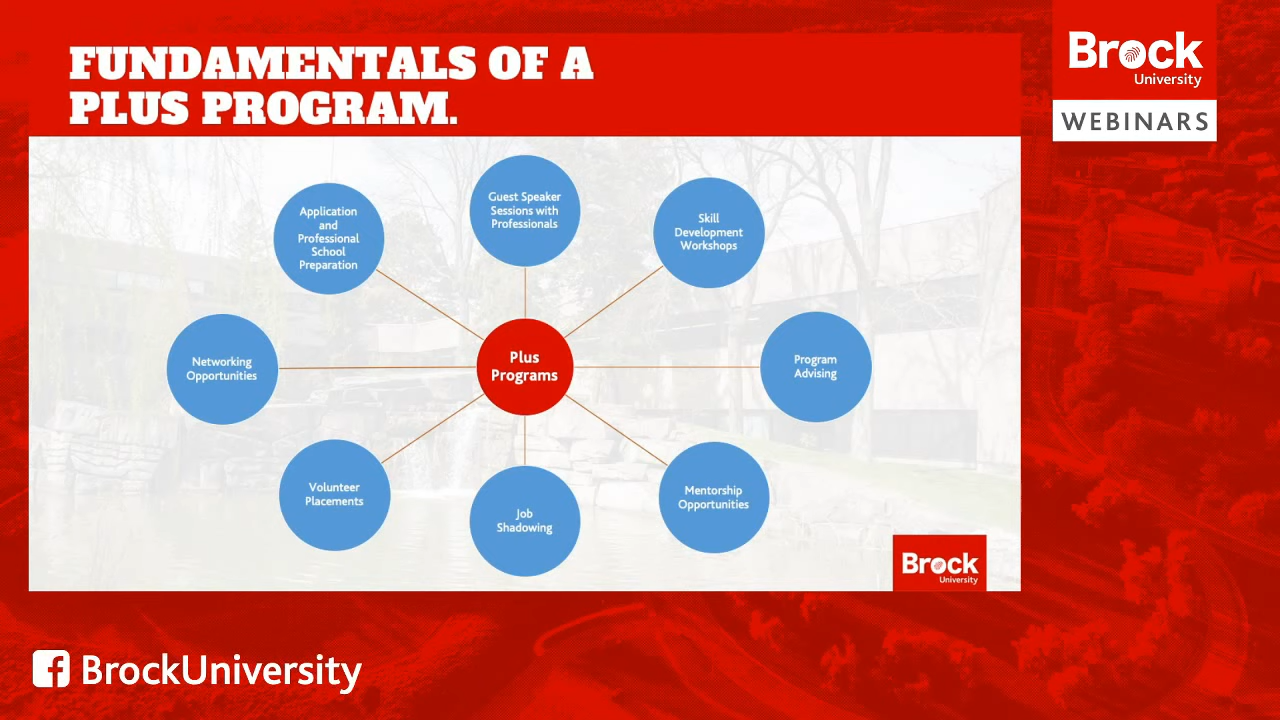 FUNDAMENTALS OF A
PLUS PROGRAM.
Brock
University
WEBINARS
Application
and
Professional
School
Preparation
Guest Speaker
Sessions with
Professionals
Skill
Development
Workshops
Networking
Opportunities
Plus
Programs
Program
Advising
Volunteer
Placements
Job
Shadowing
Mentorship
Opportunities
Brock
University
BrockUniversity